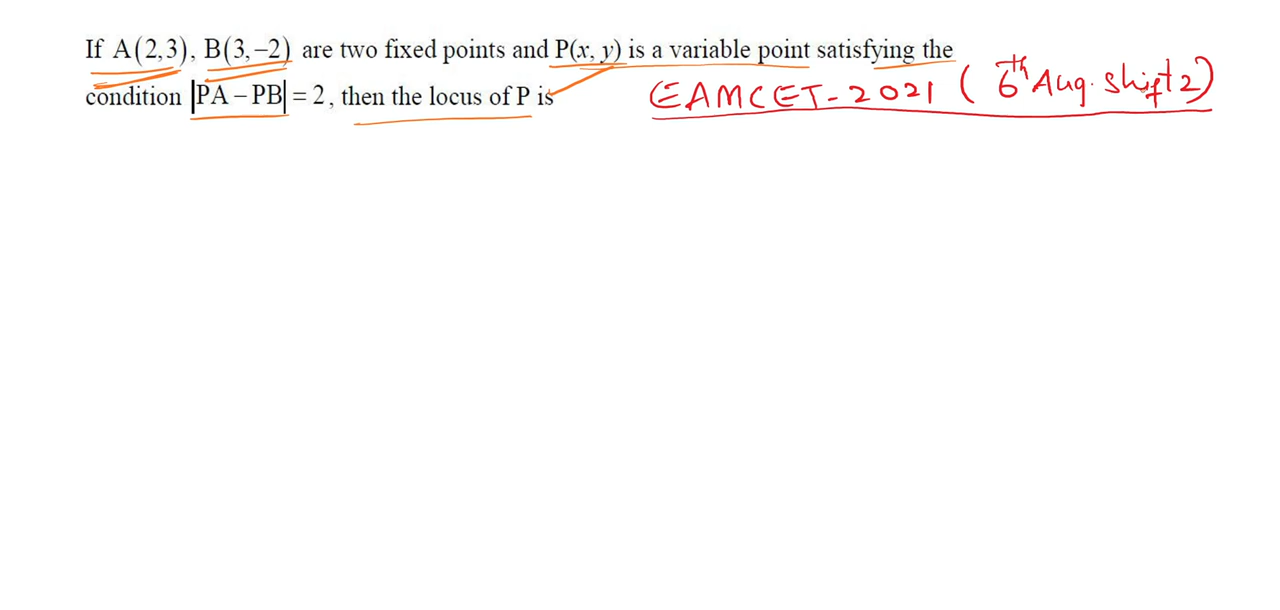 If A(2,3), B(3,−2) are two fixed points and P(x, y) is a variable point satisfying the
condition |PA − PB| = 2, then the locus of P is
EAMCET-2021 ( 6th Aug. Shift 2)